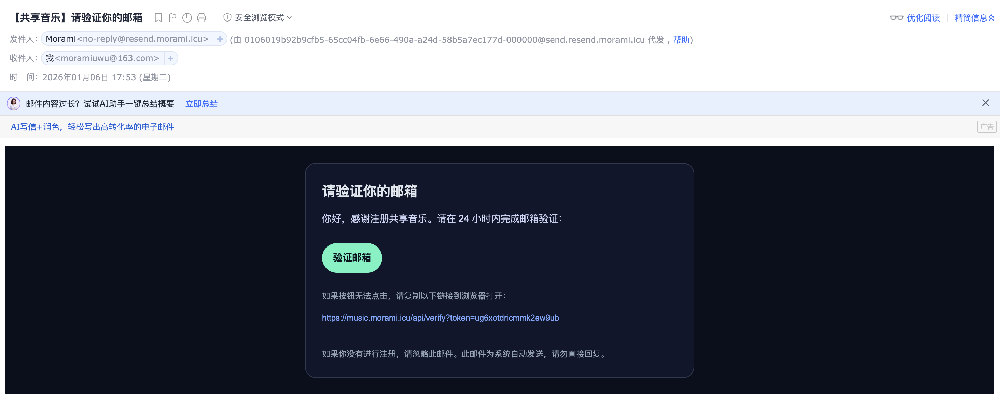 【共享音乐】请验证你的邮箱 安全浏览模式 优化阅读 精简信息
发件人： Morami<no-reply@resend.morami.icu> + (由 0106019b92b9cfb5-65cc04fb-6e66-490a-a24d-58b5a7ec177d-000000@send.resend.morami.icu 代发 , 帮助)
收件人： 我<moramiuwu@163.com> +
时 间： 2026年01月06日 17:53 (星期二)
邮件内容过长？试试AI助手一键总结概要 立即总结
AI写信+润色，轻松写出高转化率的电子邮件 广告
请验证你的邮箱
你好，感谢注册共享音乐。请在 24 小时内完成邮箱验证：
验证邮箱
如果按钮无法点击，请复制以下链接到浏览器打开：
https://music.morami.icu/api/verify?token=ug6xotdricmmk2ew9ub
如果你没有进行注册，请忽略此邮件。此邮件为系统自动发送，请勿直接回复。